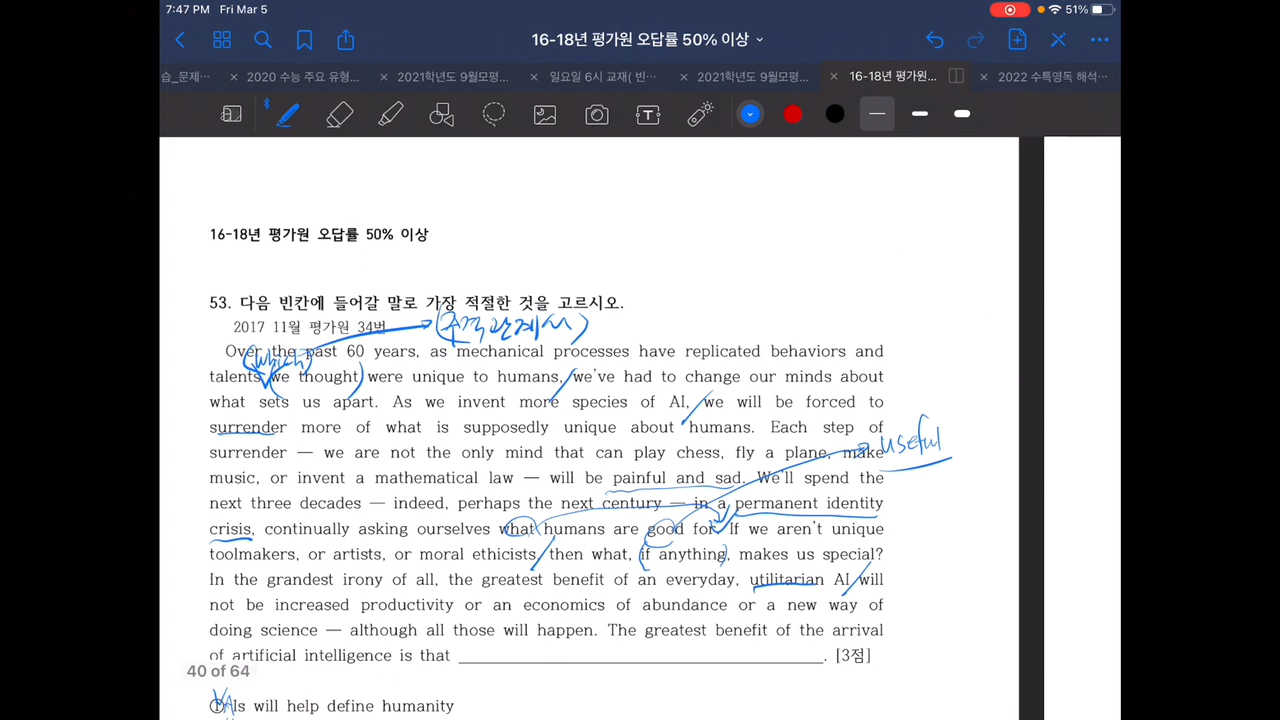 7:47 PM Fri Mar 5 51%
16-18년 평가원 오답률 50% 이상
습_문제… × 2020 수능 주요 유형… × 2021학년도 9월모평… × 일요일 6시 교재( 빈… × 2021학년도 9월모평… × 16-18년 평가원… × 2022 수특영독 해석…
16-18년 평가원 오답률 50% 이상
53. 다음 빈칸에 들어갈 말로 가장 적절한 것을 고르시오.
2017 11월 평가원 34번
(목적관계사)
Over the past 60 years, as mechanical processes have replicated behaviors and
(which)
talents we thought were unique to humans, we've had to change our minds about
what sets us apart. As we invent more species of AI, we will be forced to
surrender more of what is supposedly unique about humans. Each step of
useful
surrender — we are not the only mind that can play chess, fly a plane, make
music, or invent a mathematical law — will be painful and sad. We'll spend the
next three decades — indeed, perhaps the next century — in a permanent identity
crisis, continually asking ourselves what humans are good for. If we aren't unique
toolmakers, or artists, or moral ethicists, then what, if anything, makes us special?
In the grandest irony of all, the greatest benefit of an everyday, utilitarian AI will
not be increased productivity or an economics of abundance or a new way of
doing science — although all those will happen. The greatest benefit of the arrival
of artificial intelligence is that ____. [3점]
40 of 64
① Is will help define humanity